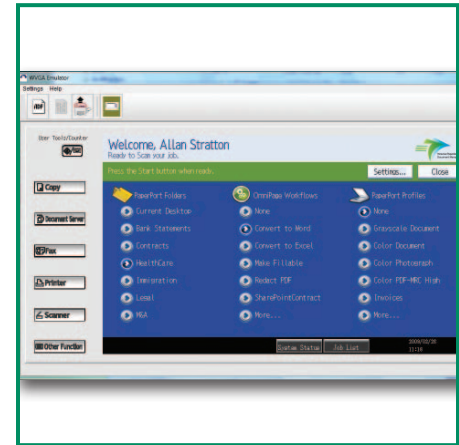 WVGA Emulator
Settings Help
User Tools/Counter
Welcome, Allan Stratton
Ready to Scan your job.
Press the Start button when ready.
Settings... Close
Copy
Document Server
Fax
Printer
Scanner
Other Function
PaperPort Folders
Current Desktop
Bank Statements
Contracts
HealthCare
Immigration
Legal
M&A
OmniPage Workflows
None
Convert to Word
Convert to Excel
Make Fillable
Redact PDF
SharePointContract
More...
PaperPort Profiles
None
Grayscale Document
Color Document
Color Photograph
Color PDF-MRC High
Invoices
More...
System Status Job List